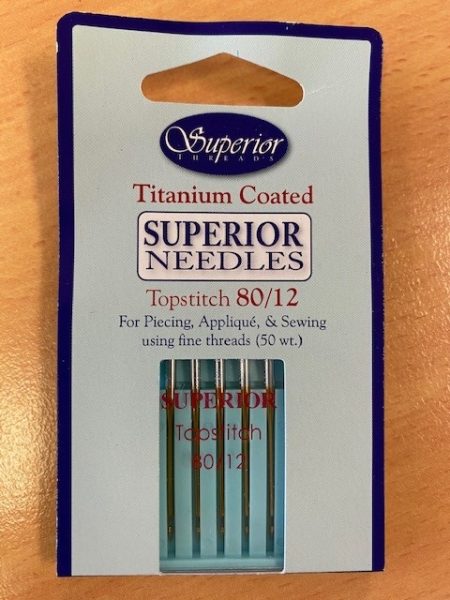 Superior
THREADS
Titanium Coated
SUPERIOR
NEEDLES
Topstitch 80/12
For Piecing, Appliqué, & Sewing
using fine threads (50 wt.)
SUPERIOR
Topstitch
80/12